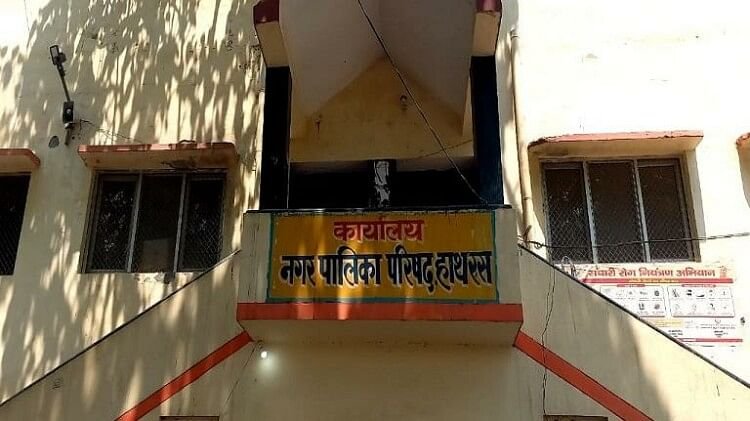 कार्यालय
नगर पालिका परिषद् हाथरस
संचारी रोग नियंत्रण अभियान